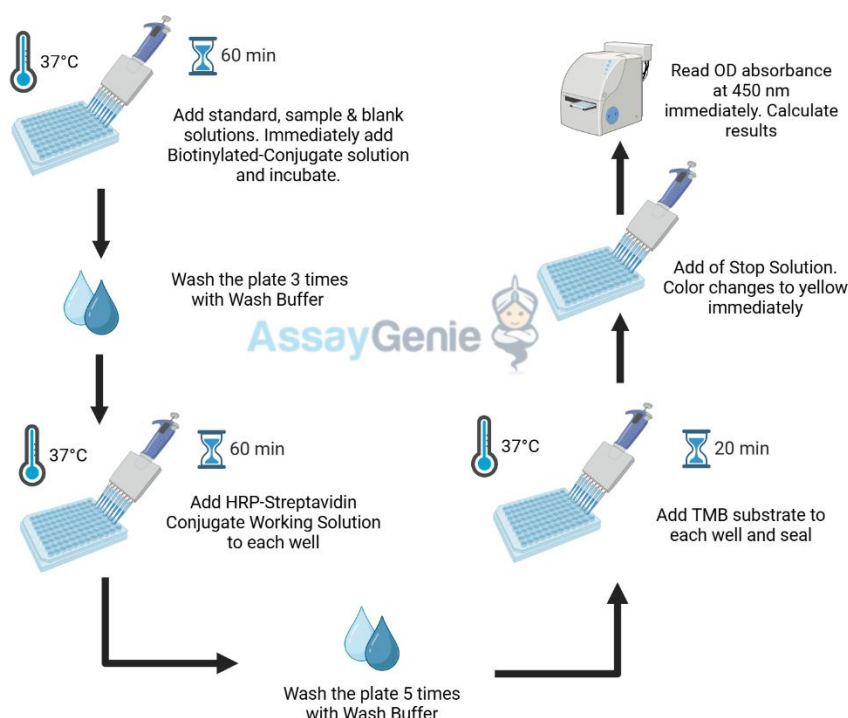 37°C
60 min
Add standard, sample & blank
solutions. Immediately add
Biotinylated-Conjugate solution
and incubate.
Wash the plate 3 times
with Wash Buffer
37°C
60 min
Add HRP-Streptavidin
Conjugate Working Solution
to each well
Wash the plate 5 times
with Wash Buffer
37°C
20 min
Add TMB substrate to
each well and seal
Add of Stop Solution.
Color changes to yellow
immediately
Read OD absorbance
at 450 nm
immediately. Calculate
results
AssayGenie